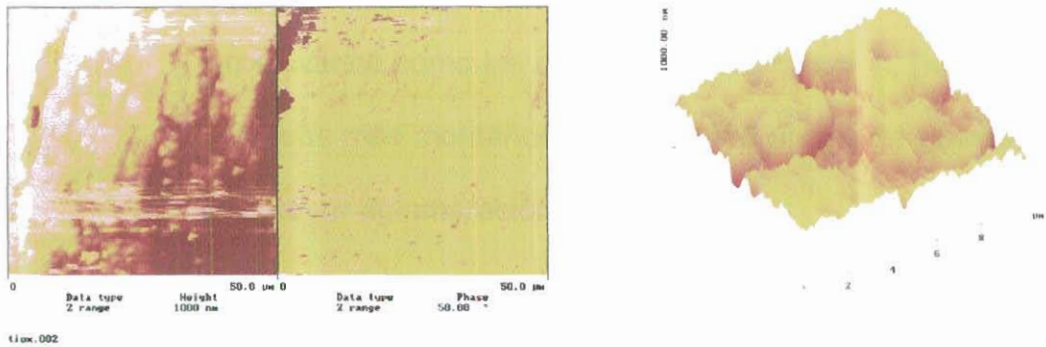 0 50.0 µm 0 50.0 µm
Data type Height Data type Phase
Z range 1000 nm Z range 50.00 °
tiox.002
1000.00 nm
µm
8
6
4
2